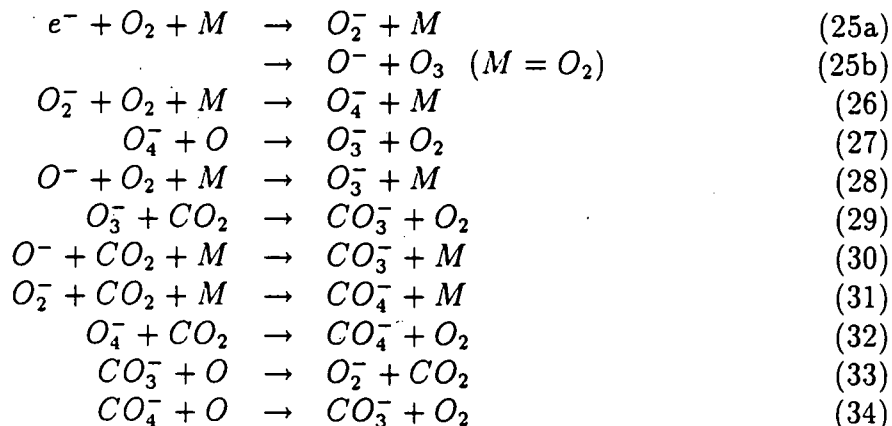 e⁻ + O₂ + M → O₂⁻ + M (25a)
→ O⁻ + O₃ (M = O₂) (25b)
O₂⁻ + O₂ + M → O₄⁻ + M (26)
O₄⁻ + O → O₃⁻ + O₂ (27)
O⁻ + O₂ + M → O₃⁻ + M (28)
O₃⁻ + CO₂ → CO₃⁻ + O₂ (29)
O⁻ + CO₂ + M → CO₃⁻ + M (30)
O₂⁻ + CO₂ + M → CO₄⁻ + M (31)
O₄⁻ + CO₂ → CO₄⁻ + O₂ (32)
CO₃⁻ + O → O₂⁻ + CO₂ (33)
CO₄⁻ + O → CO₃⁻ + O₂ (34)